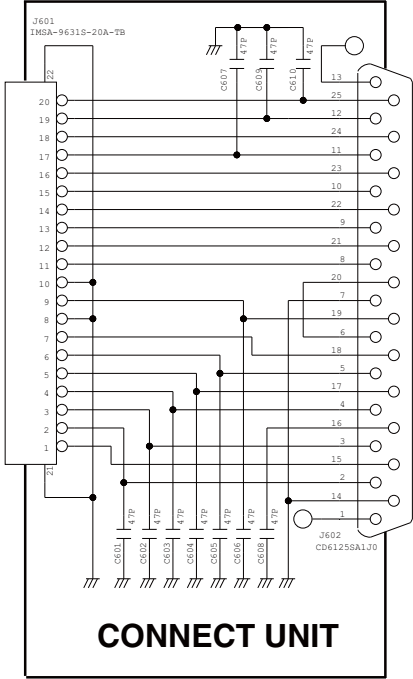 J601
IMSA-9631S-20A-TB
22
20
19
18
17
16
15
14
13
12
11
10
9
8
7
6
5
4
3
2
1
21
47P
47P
47P
C607
C609
C610
13
25
12
24
11
23
10
22
9
21
8
20
7
19
6
18
5
17
4
16
3
15
2
14
1
J602
CD6125SA1J0
47P
47P
47P
47P
47P
47P
47P
C601
C602
C603
C604
C605
C606
C608
CONNECT UNIT